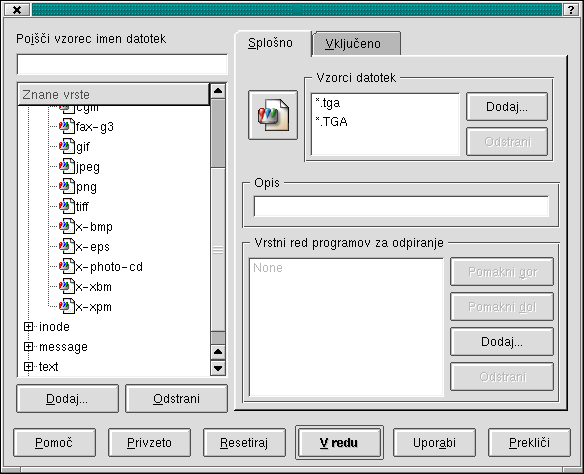 Pojšči vzorec imen datotek
Znane vrste
cgm
fax-g3
gif
jpeg
png
tiff
x-bmp
x-eps
x-photo-cd
x-xbm
x-xpm
inode
message
text
Dodaj...
Odstrani
Splošno
Vključeno
Vzorci datotek
*.tga
*.TGA
Dodaj...
Odstrani
Opis
Vrstni red programov za odpiranje
None
Pomakni gor
Pomakni dol
Dodaj...
Odstrani
Pomoč
Privzeto
Resetiraj
V redu
Uporabi
Prekliči